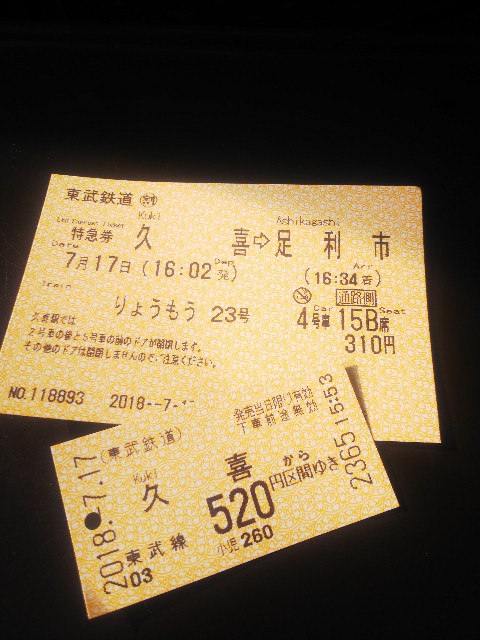 東武鉄道 割
Kuki Ashikagashi
Ltd.Express Ticket
特急券 久 喜⇨足 利 市
Date Dep Arr
7月17日(16:02発) (16:34着)
Train Car Seat
りょうもう 23号 通路側
4号車 15B席
310円
久喜駅では
2号車の後と5号車の前のドアが開閉します。
その他のドアは開閉しませんのでご注意ください。
NO.118893 2018.-7.-1
(東武鉄道)
発売当日限り有効
下車前途無効
Kuki
久 喜 から
東武線 520円区間ゆき
小児 260
03
2018.-7.17
2365 15:53